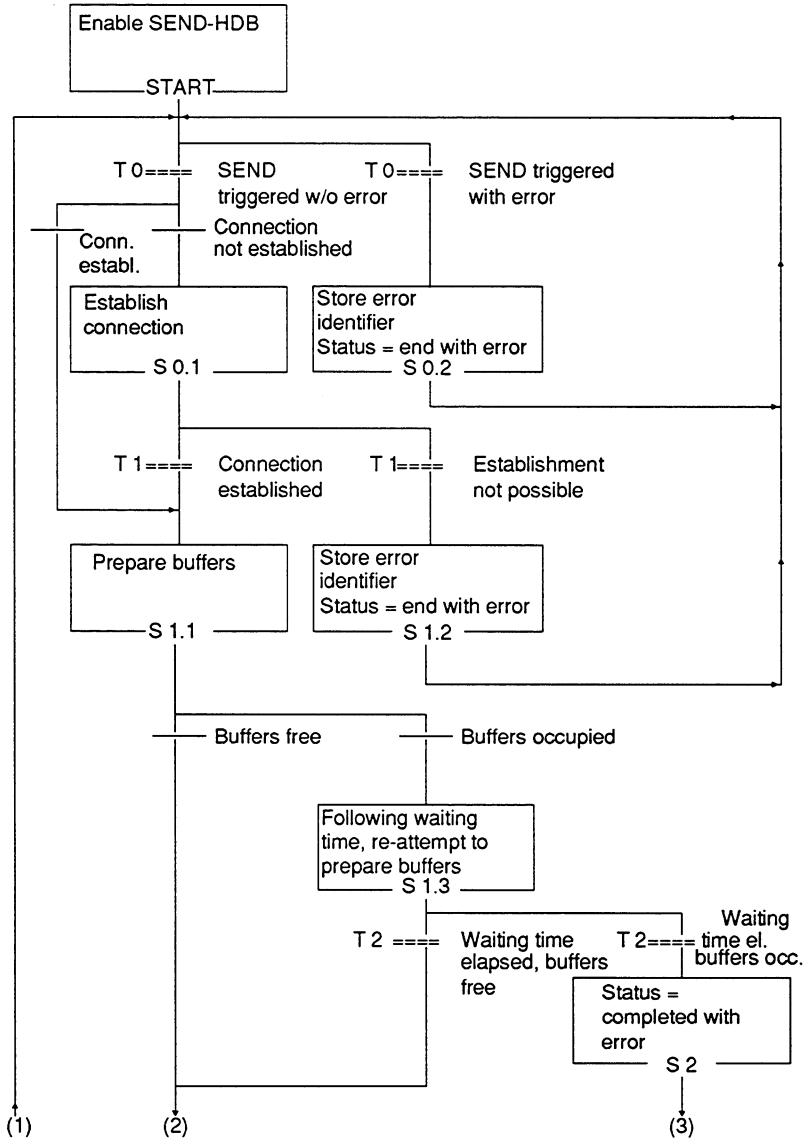 Enable SEND-HDB
START
T 0==== SEND
triggered w/o error
T 0==== SEND triggered
with error
Conn.
establ.
Connection
not established
Establish
connection
S 0.1
Store error
identifier
Status = end with error
S 0.2
T 1==== Connection
established
T 1==== Establishment
not possible
Prepare buffers
S 1.1
Store error
identifier
Status = end with error
S 1.2
Buffers free
Buffers occupied
Following waiting
time, re-attempt to
prepare buffers
S 1.3
T 2 ==== Waiting time
elapsed, buffers
free
T 2==== Waiting
time el.
buffers occ.
Status =
completed with
error
S 2
(1)
(2)
(3)